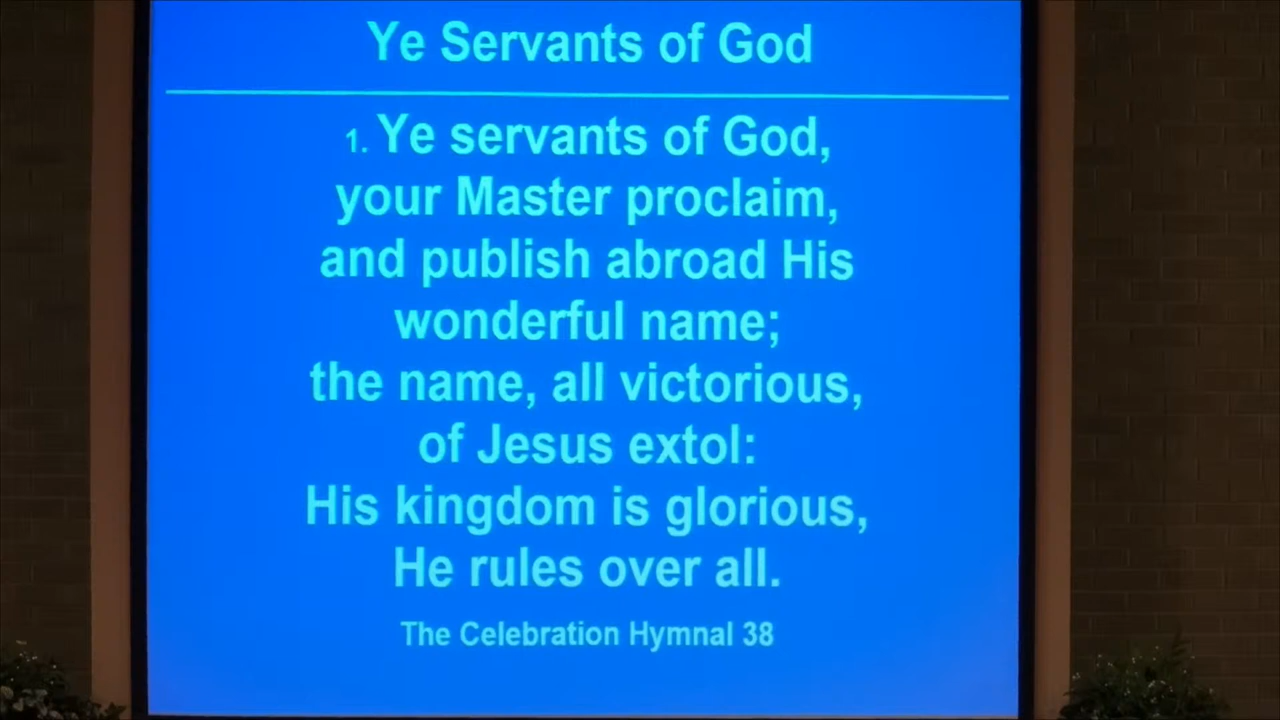 Ye Servants of God
1. Ye servants of God,
your Master proclaim,
and publish abroad His
wonderful name;
the name, all victorious,
of Jesus extol:
His kingdom is glorious,
He rules over all.
The Celebration Hymnal 38